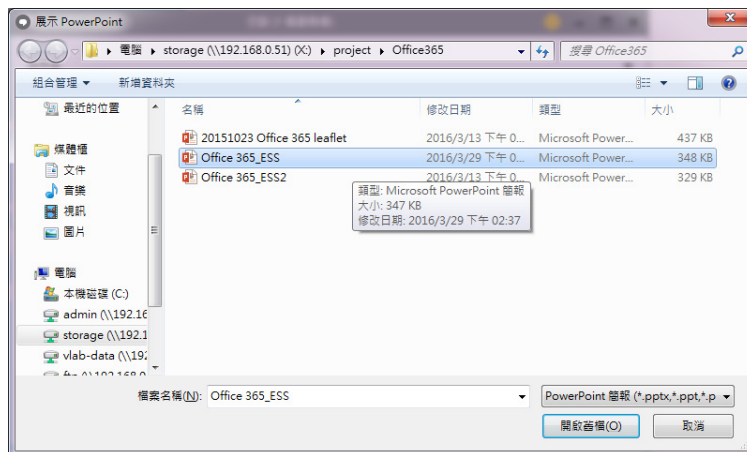 展示 PowerPoint
電腦 storage (\\192.168.0.51) (X:) project Office365
搜尋 Office365
組合管理 新增資料夾
最近的位置
媒體櫃
文件
音樂
視訊
圖片
電腦
本機磁碟 (C:)
admin (\\192.16
storage (\\192.1
vlab-data (\\192
名稱 修改日期 類型 大小
20151023 Office 365 leaflet 2016/3/13 下午 0... Microsoft Power... 437 KB
Office 365_ESS 2016/3/29 下午 0... Microsoft Power... 348 KB
Office 365_ESS2 2016/3/13 下午 0... Microsoft Power... 329 KB
類型: Microsoft PowerPoint 簡報
大小: 347 KB
修改日期: 2016/3/29 下午 02:37
檔案名稱(N): Office 365_ESS
PowerPoint 簡報 (*.pptx,*.ppt,*.p
開啟舊檔(O) 取消